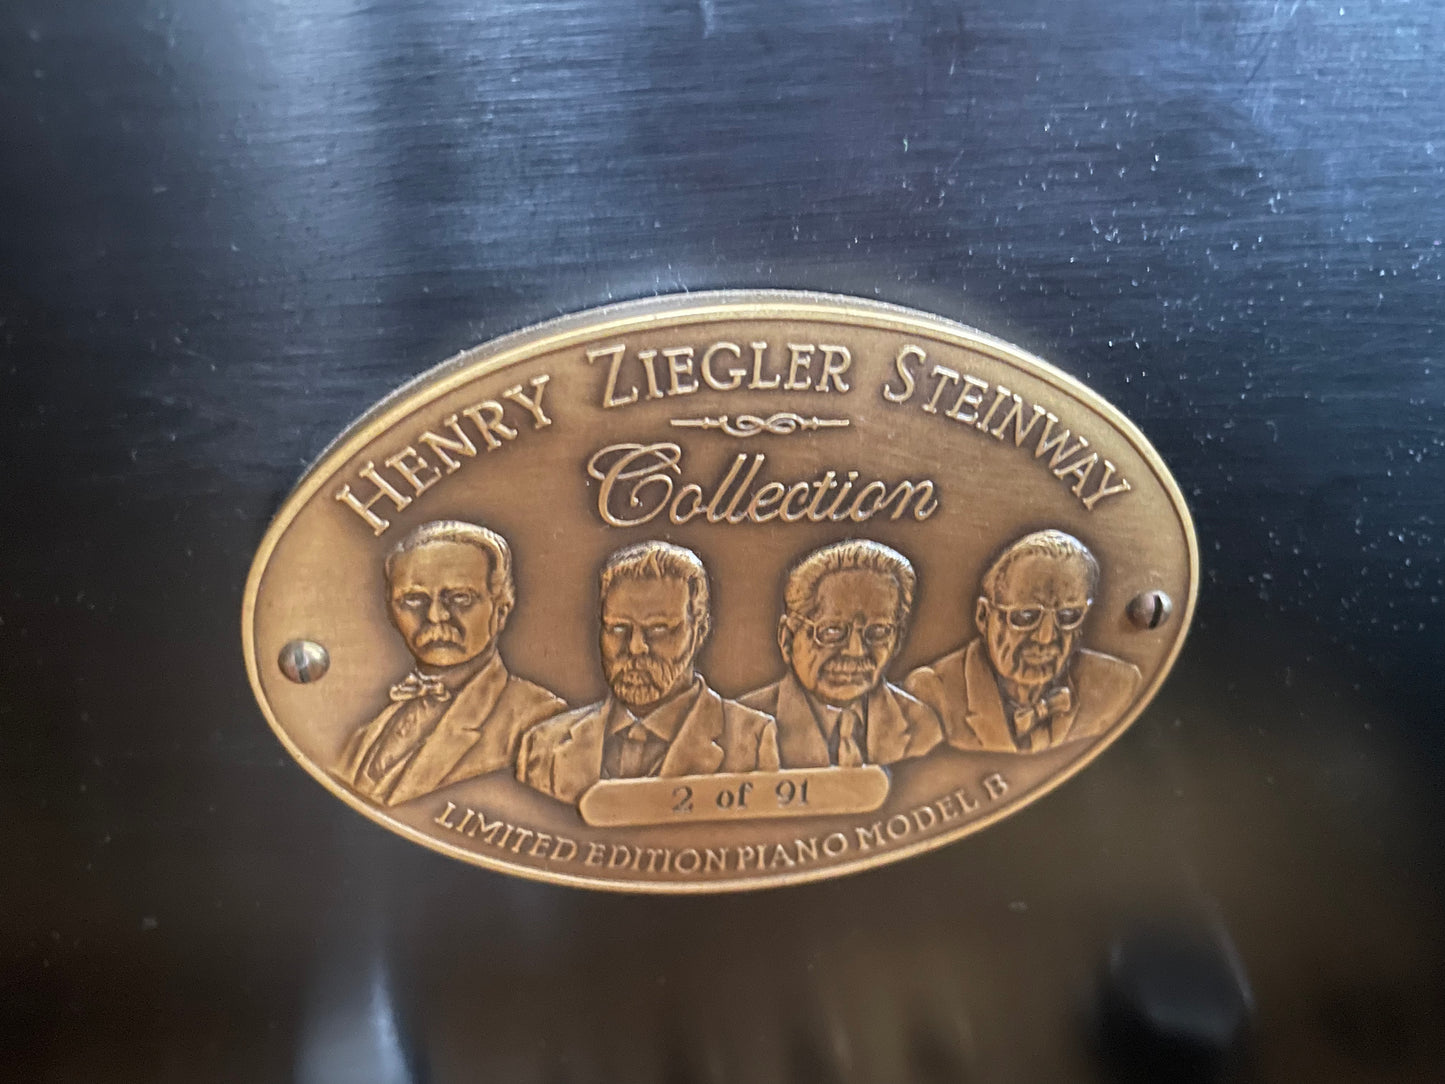 HENRY ZIEGLER STEINWAY
Collection
2 of 91
LIMITED EDITION PIANO MODEL B